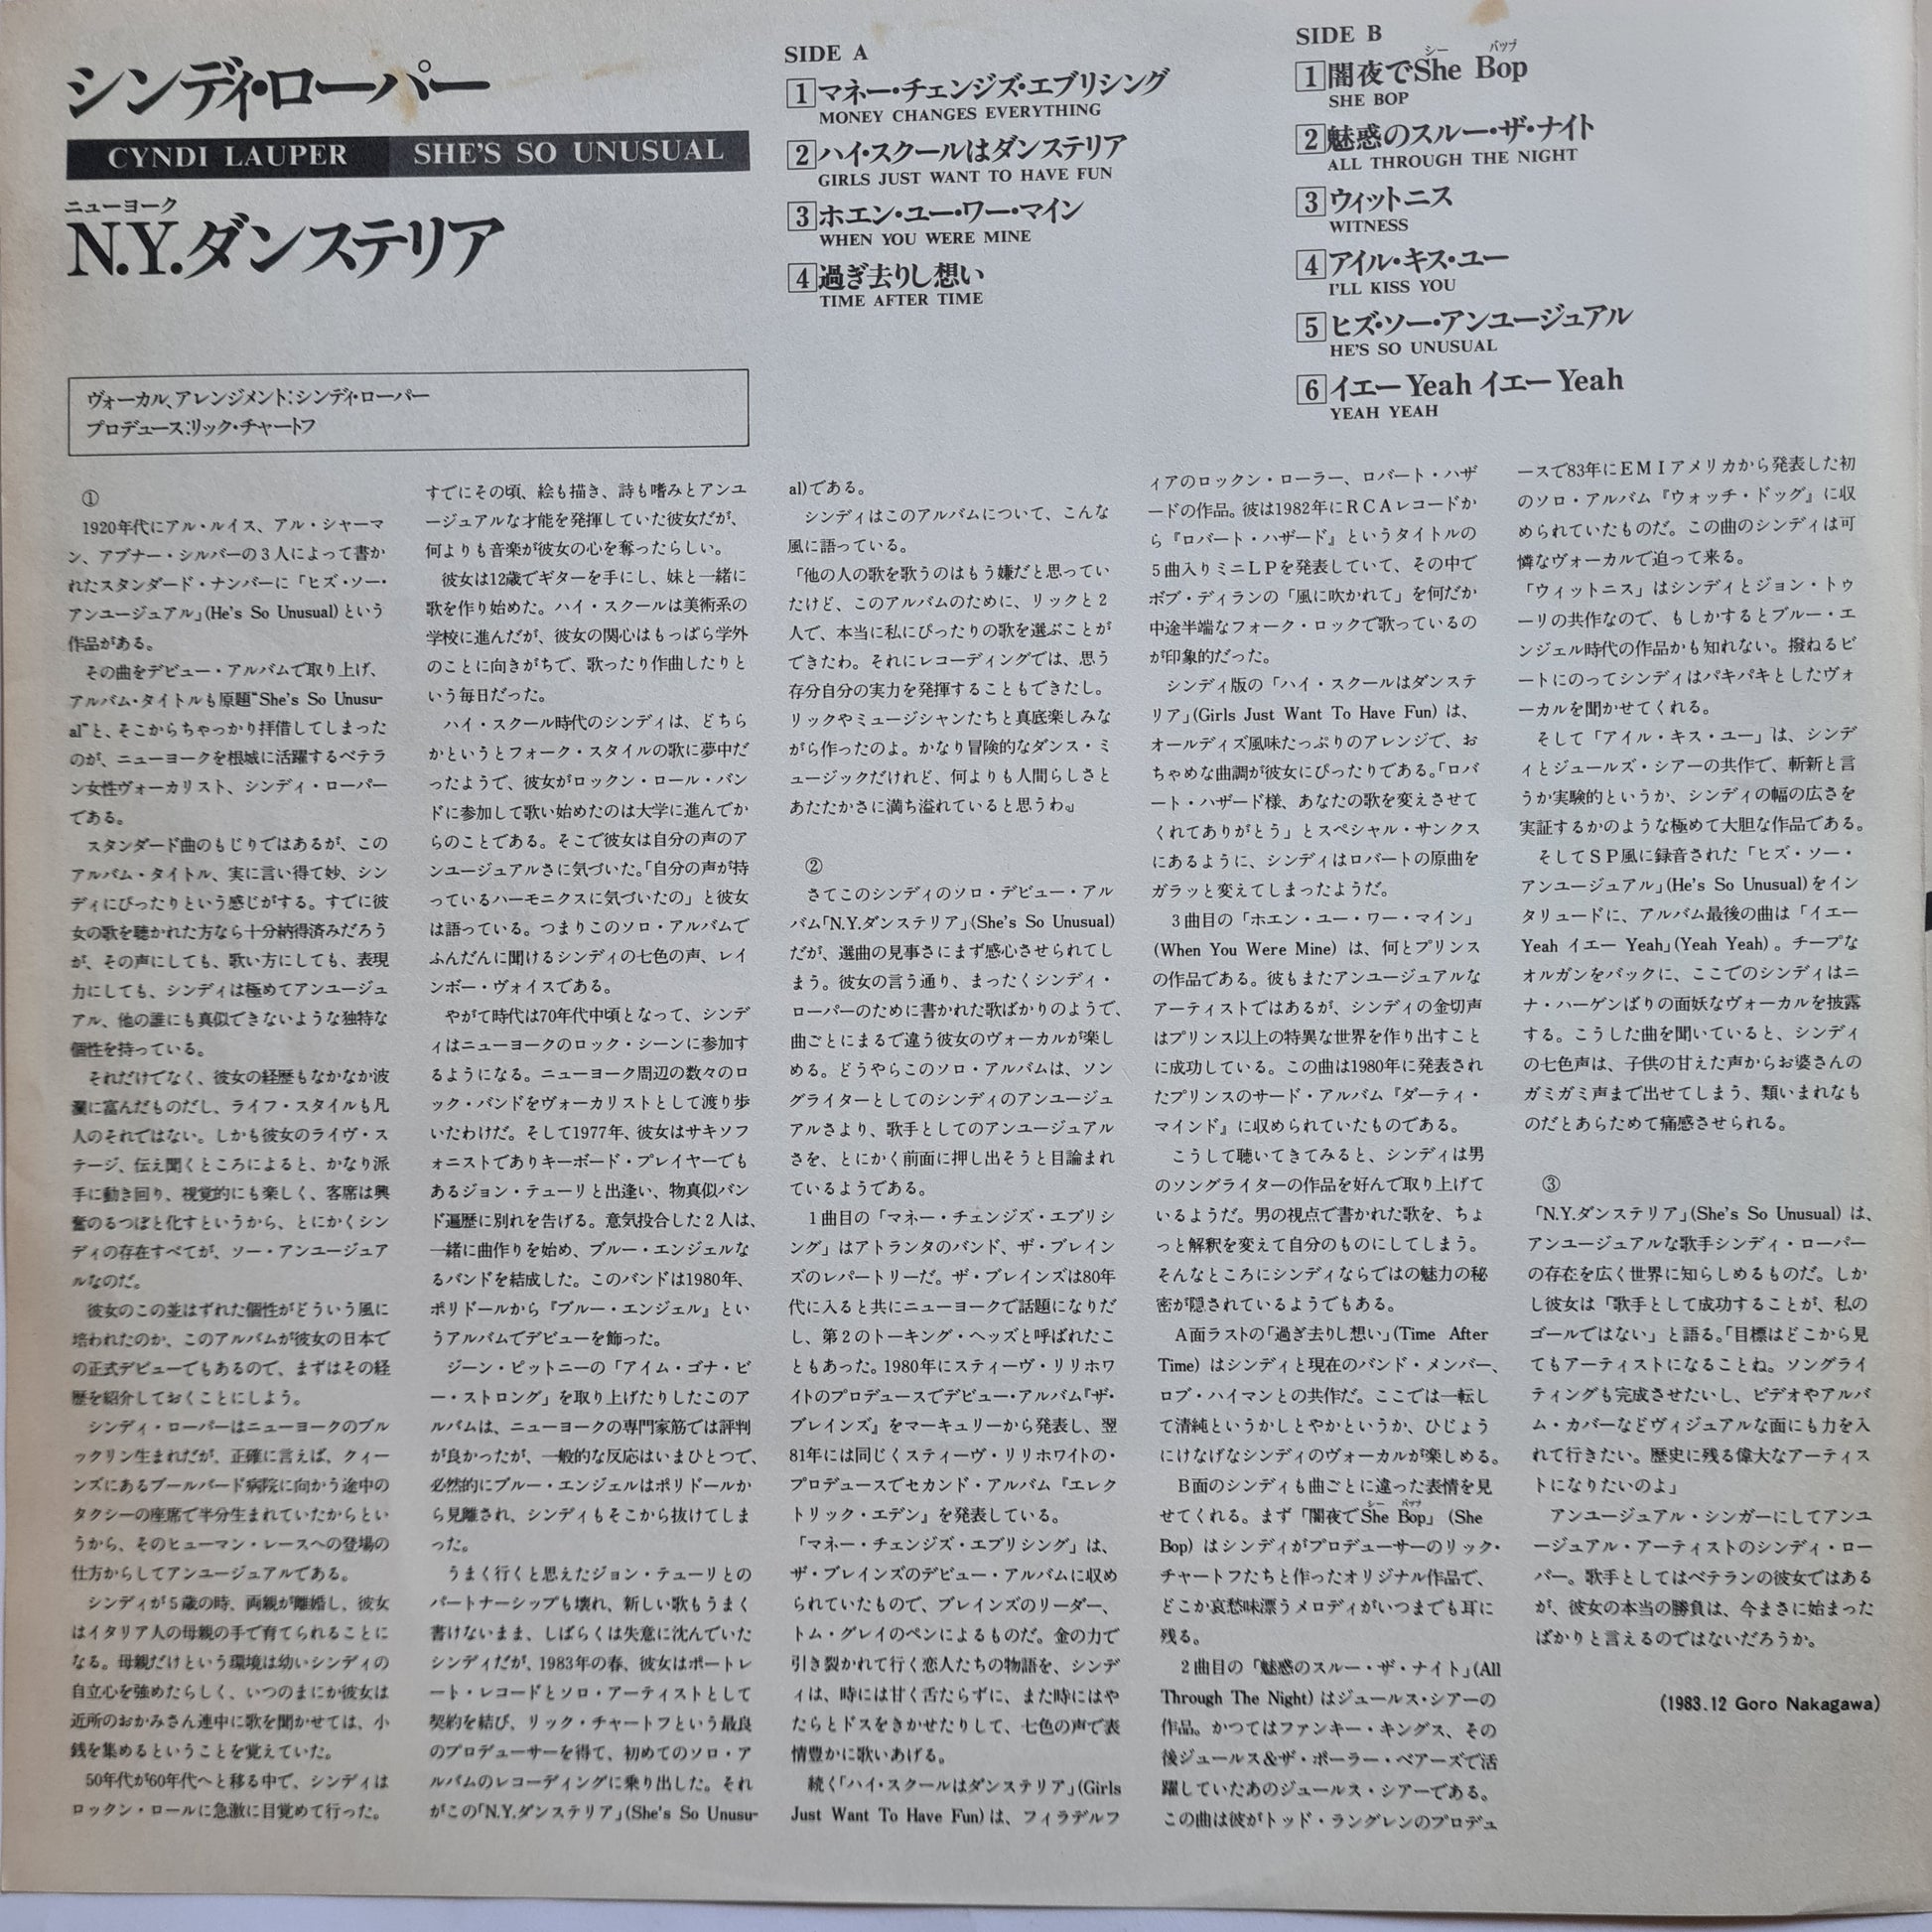 シンディ・ローパー
CYNDI LAUPER SHE'S SO UNUSUAL
ニューヨーク
N.Y.ダンステリア
ヴォーカル、アレンジメント:シンディ・ローパー
プロデュース:リック・チャートフ
SIDE A
1 マネー・チェンジズ・エブリシング
MONEY CHANGES EVERYTHING
2 ハイ・スクールはダンステリア
GIRLS JUST WANT TO HAVE FUN
3 ホエン・ユー・ワー・マイン
WHEN YOU WERE MINE
4 過ぎ去りし想い
TIME AFTER TIME
SIDE B
シー バップ
1 闇夜でShe Bop
SHE BOP
2 魅惑のスルー・ザ・ナイト
ALL THROUGH THE NIGHT
3 ウィットニス
WITNESS
4 アイル・キス・ユー
I'LL KISS YOU
5 ヒズ・ソー・アンユージュアル
HE'S SO UNUSUAL
6 イエーYeah イエーYeah
YEAH YEAH
①
1920年代にアル・ルイス、アル・シャーマ
ン、アブナー・シルバーの3人によって書か
れたスタンダード・ナンバーに「ヒズ・ソー・
アンユージュアル」(He's So Unusual)という
作品がある。
その曲をデビュー・アルバムで取り上げ、
アルバム・タイトルも原題“She's So Unusu-
al”と、そこからちゃっかり拝借してしまった
のが、ニューヨークを根城に活躍するベテラ
ン女性ヴォーカリスト、シンディ・ローパー
である。
スタンダード曲のもじりではあるが、この
アルバム・タイトル、実に言い得て妙、シン
ディにぴったりという感じがする。すでに彼
女の歌を聴かれた方なら十分納得済みだろう
が、その声にしても、歌い方にしても、表現
力にしても、シンディは極めてアンユージュ
アル、他の誰にも真似できないような独特な
個性を持っている。
それだけでなく、彼女の経歴もなかなか波
瀾に富んだものだし、ライフ・スタイルも凡
人のそれではない。しかも彼女のライヴ・ス
テージ、伝え聞くところによると、かなり派
手に動き回り、視覚的にも楽しく、客席は興
奮のるつぼと化すというから、とにかくシン
ディの存在すべてが、ソー・アンユージュア
ルなのだ。
彼女のこの並はずれた個性がどういう風に
培われたのか、このアルバムが彼女の日本で
の正式デビューでもあるので、まずはその経
歴を紹介しておくことにしよう。
シンディ・ローパーはニューヨークのブル
ックリン生まれだが、正確に言えば、クィー
ンズにあるブールバード病院に向かう途中の
タクシーの座席で半分生まれていたからとい
うから、そのヒューマン・レースへの登場の
仕方からしてアンユージュアルである。
シンディが5歳の時、両親が離婚し、彼女
はイタリア人の母親の手で育てられることに
なる。母親だけという環境は幼いシンディの
自立心を強めたらしく、いつのまにか彼女は
近所のおかみさん連中に歌を聞かせては、小
銭を集めるということを覚えていた。
50年代が60年代へと移る中で、シンディは
ロックン・ロールに急激に目覚めて行った。
すでにその頃、絵も描き、詩も嗜みとアンユ
ージュアルな才能を発揮していた彼女だが、
何よりも音楽が彼女の心を奪ったらしい。
彼女は12歳でギターを手にし、妹と一緒に
歌を作り始めた。ハイ・スクールは美術系の
学校に進んだが、彼女の関心はもっぱら学外
のことに向きがちで、歌ったり作曲したりと
いう毎日だった。
ハイ・スクール時代のシンディは、どちら
かというとフォーク・スタイルの歌に夢中だ
ったようで、彼女がロックン・ロール・バン
ドに参加して歌い始めたのは大学に進んでか
らのことである。そこで彼女は自分の声のア
ンユージュアルさに気づいた。「自分の声が持
っているハーモニクスに気づいたの」と彼女
は語っている。つまりこのソロ・アルバムで
ふんだんに聞けるシンディの七色の声、レイ
ンボー・ヴォイスである。
やがて時代は70年代中頃となって、シンデ
ィはニューヨークのロック・シーンに参加す
るようになる。ニューヨーク周辺の数々のロ
ック・バンドをヴォーカリストとして渡り歩
いたわけだ。そして1977年、彼女はサキソフ
ォニストでありキーボード・プレイヤーでも
あるジョン・テューリと出逢い、物真似バン
ド遍歴に別れを告げる。意気投合した2人は、
一緒に曲作りを始め、ブルー・エンジェルな
るバンドを結成した。このバンドは1980年、
ポリドールから『ブルー・エンジェル』とい
うアルバムでデビューを飾った。
ジーン・ピットニーの「アイム・ゴナ・ビ
ー・ストロング」を取り上げたりしたこのア
ルバムは、ニューヨークの専門家筋では評判
が良かったが、一般的な反応はいまひとつで、
必然的にブルー・エンジェルはポリドールか
ら見離され、シンディもそこから抜けてしま
った。
うまく行くと思えたジョン・テューリとの
パートナーシップも壊れ、新しい歌もうまく
書けないまま、しばらくは失意に沈んでいた
シンディだが、1983年の春、彼女はポートレ
ート・レコードとソロ・アーティストとして
契約を結び、リック・チャートフという最良
のプロデューサーを得て、初めてのソロ・ア
ルバムのレコーディングに乗り出した。それ
がこの「N.Y.ダンステリア」(She's So Unusu-
al)である。
シンディはこのアルバムについて、こんな
風に語っている。
「他の人の歌を歌うのはもう嫌だと思ってい
たけど、このアルバムのために、リックと2
人で、本当に私にぴったりの歌を選ぶことが
できたわ。それにレコーディングでは、思う
存分自分の実力を発揮することもできたし。
リックやミュージシャンたちと真底楽しみな
がら作ったのよ。かなり冒険的なダンス・ミ
ュージックだけれど、何よりも人間らしさと
あたたかさに満ち溢れていると思うわ。」
②
さてこのシンディのソロ・デビュー・アル
バム「N.Y.ダンステリア」(She's So Unusual)
だが、選曲の見事さにまず感心させられてし
まう。彼女の言う通り、まったくシンディ・
ローパーのために書かれた歌ばかりのようで、
曲ごとにまるで違う彼女のヴォーカルが楽し
める。どうやらこのソロ・アルバムは、ソン
グライターとしてのシンディのアンユージュ
アルさより、歌手としてのアンユージュアル
さを、とにかく前面に押し出そうと目論まれ
ているようである。
1曲目の「マネー・チェンジズ・エブリシ
ング」はアトランタのバンド、ザ・ブレイン
ズのレパートリーだ。ザ・ブレインズは80年
代に入ると共にニューヨークで話題になりだ
し、第2のトーキング・ヘッズと呼ばれたこ
ともあった。1980年にスティーヴ・リリホワ
イトのプロデュースでデビュー・アルバム『ザ・
ブレインズ』をマーキュリーから発表し、翌
81年には同じくスティーヴ・リリホワイトの・
プロデュースでセカンド・アルバム『エレク
トリック・エデン』を発表している。
「マネー・チェンジズ・エブリシング」は、
ザ・ブレインズのデビュー・アルバムに収め
られていたもので、ブレインズのリーダー、
トム・グレイのペンによるものだ。金の力で
引き裂かれて行く恋人たちの物語を、シンデ
ィは、時には甘く舌たらずに、また時にはや
たらとドスをきかせたりして、七色の声で表
情豊かに歌いあげる。
続く「ハイ・スクールはダンステリア」(Girls
Just Want To Have Fun)は、フィラデルフ
ィアのロックン・ローラー、ロバート・ハザ
ードの作品。彼は1982年にRCAレコードか
ら『ロバート・ハザード』というタイトルの
5曲入りミニLPを発表していて、その中で
ボブ・ディランの「風に吹かれて」を何だか
中途半端なフォーク・ロックで歌っているの
が印象的だった。
シンディ版の「ハイ・スクールはダンステ
リア」(Girls Just Want To Have Fun) は、
オールディズ風味たっぷりのアレンジで、お
ちゃめな曲調が彼女にぴったりである。「ロバ
ート・ハザード様、あなたの歌を変えさせて
くれてありがとう」とスペシャル・サンクス
にあるように、シンディはロバートの原曲を
ガラッと変えてしまったようだ。
3曲目の「ホエン・ユー・ワー・マイン」
(When You Were Mine) は、何とプリンス
の作品である。彼もまたアンユージュアルな
アーティストではあるが、シンディの金切声
はプリンス以上の特異な世界を作り出すこと
に成功している。この曲は1980年に発表され
たプリンスのサード・アルバム『ダーティ・
マインド』に収められていたものである。
こうして聴いてきてみると、シンディは男
のソングライターの作品を好んで取り上げて
いるようだ。男の視点で書かれた歌を、ちょ
っと解釈を変えて自分のものにしてしまう。
そんなところにシンディならではの魅力の秘
密が隠されているようでもある。
A面ラストの「過ぎ去りし想い」(Time After
Time) はシンディと現在のバンド・メンバー、
ロブ・ハイマンとの共作だ。ここでは一転し
て清純というかしとやかというか、ひじょう
にけなげなシンディのヴォーカルが楽しめる。
B面のシンディも曲ごとに違った表情を見
せてくれる。まず「闇夜でShe Bop」(She
シー バップ
Bop) はシンディがプロデューサーのリック・
チャートフたちと作ったオリジナル作品で、
どこか哀愁味漂うメロディがいつまでも耳に
残る。
2曲目の「魅惑のスルー・ザ・ナイト」(All
Through The Night) はジュールス・シアーの
作品。かつてはファンキー・キングス、その
後ジュールス&ザ・ポーラー・ベアーズで活
躍していたあのジュールス・シアーである。
この曲は彼がトッド・ラングレンのプロデュ
ースで83年にEMIアメリカから発表した初
のソロ・アルバム『ウォッチ・ドッグ』に収
められていたものだ。この曲のシンディは可
憐なヴォーカルで迫って来る。
「ウィットニス」はシンディとジョン・トゥ
ーリの共作なので、もしかするとブルー・エ
ンジェル時代の作品かも知れない。撥ねるビ
ートにのってシンディはパキパキとしたヴォ
ーカルを聞かせてくれる。
そして「アイル・キス・ユー」は、シンデ
ィとジュールズ・シアーの共作で、斬新と言
うか実験的というか、シンディの幅の広さを
実証するかのような極めて大胆な作品である。
そしてSP風に録音された「ヒズ・ソー・
アンユージュアル」(He's So Unusual)をイン
タリュードに、アルバム最後の曲は「イエー
Yeah イエー Yeah」(Yeah Yeah)。チープな
オルガンをバックに、ここでのシンディはニ
ナ・ハーゲンばりの面妖なヴォーカルを披露
する。こうした曲を聞いていると、シンディ
の七色声は、子供の甘えた声からお婆さんの
ガミガミ声まで出せてしまう、類いまれなも
のだとあらためて痛感させられる。
③
「N.Y.ダンステリア」(She's So Unusual) は、
アンユージュアルな歌手シンディ・ローパー
の存在を広く世界に知らしめるものだ。しか
し彼女は「歌手として成功することが、私の
ゴールではない」と語る。「目標はどこから見
てもアーティストになることね。ソングライ
ティングも完成させたいし、ビデオやアルバ
ム・カバーなどヴィジュアルな面にも力を入
れて行きたい。歴史に残る偉大なアーティス
トになりたいのよ」
アンユージュアル・シンガーにしてアンユ
ージュアル・アーティストのシンディ・ロー
パー。歌手としてはベテランの彼女ではある
が、彼女の本当の勝負は、今まさに始まった
ばかりと言えるのではないだろうか。
(1983.12 Goro Nakagawa)